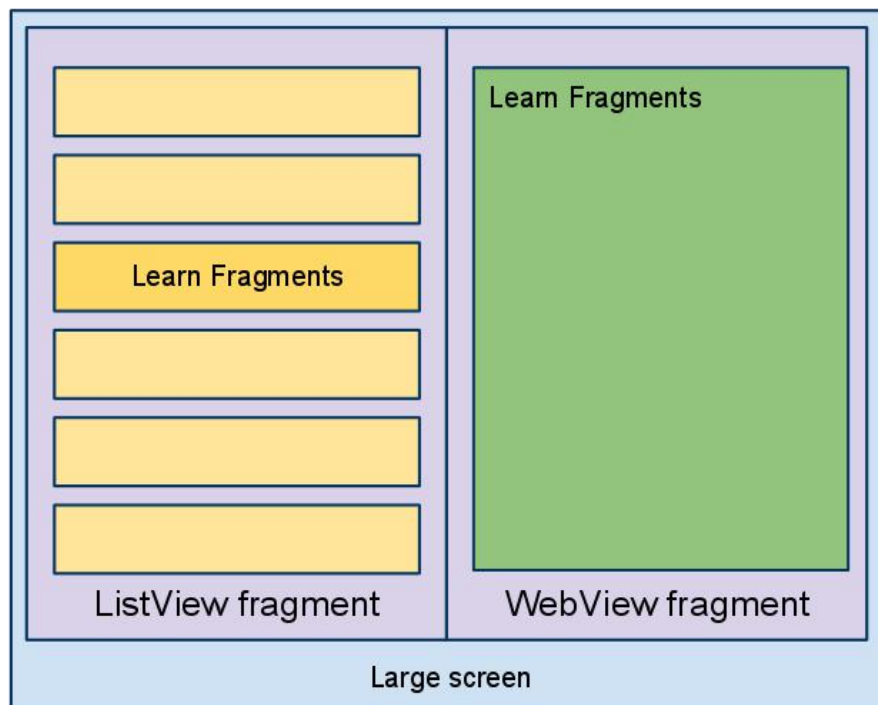 Learn Fragments
ListView fragment
Learn Fragments
WebView fragment
Large screen